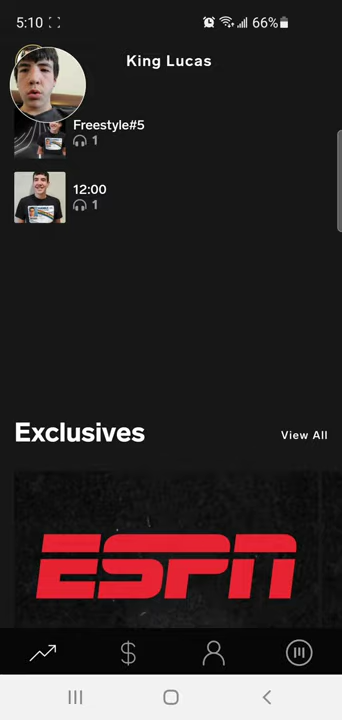 5:10
66%
King Lucas
Freestyle#5
1
12:00
1
Exclusives
View All
ESPN